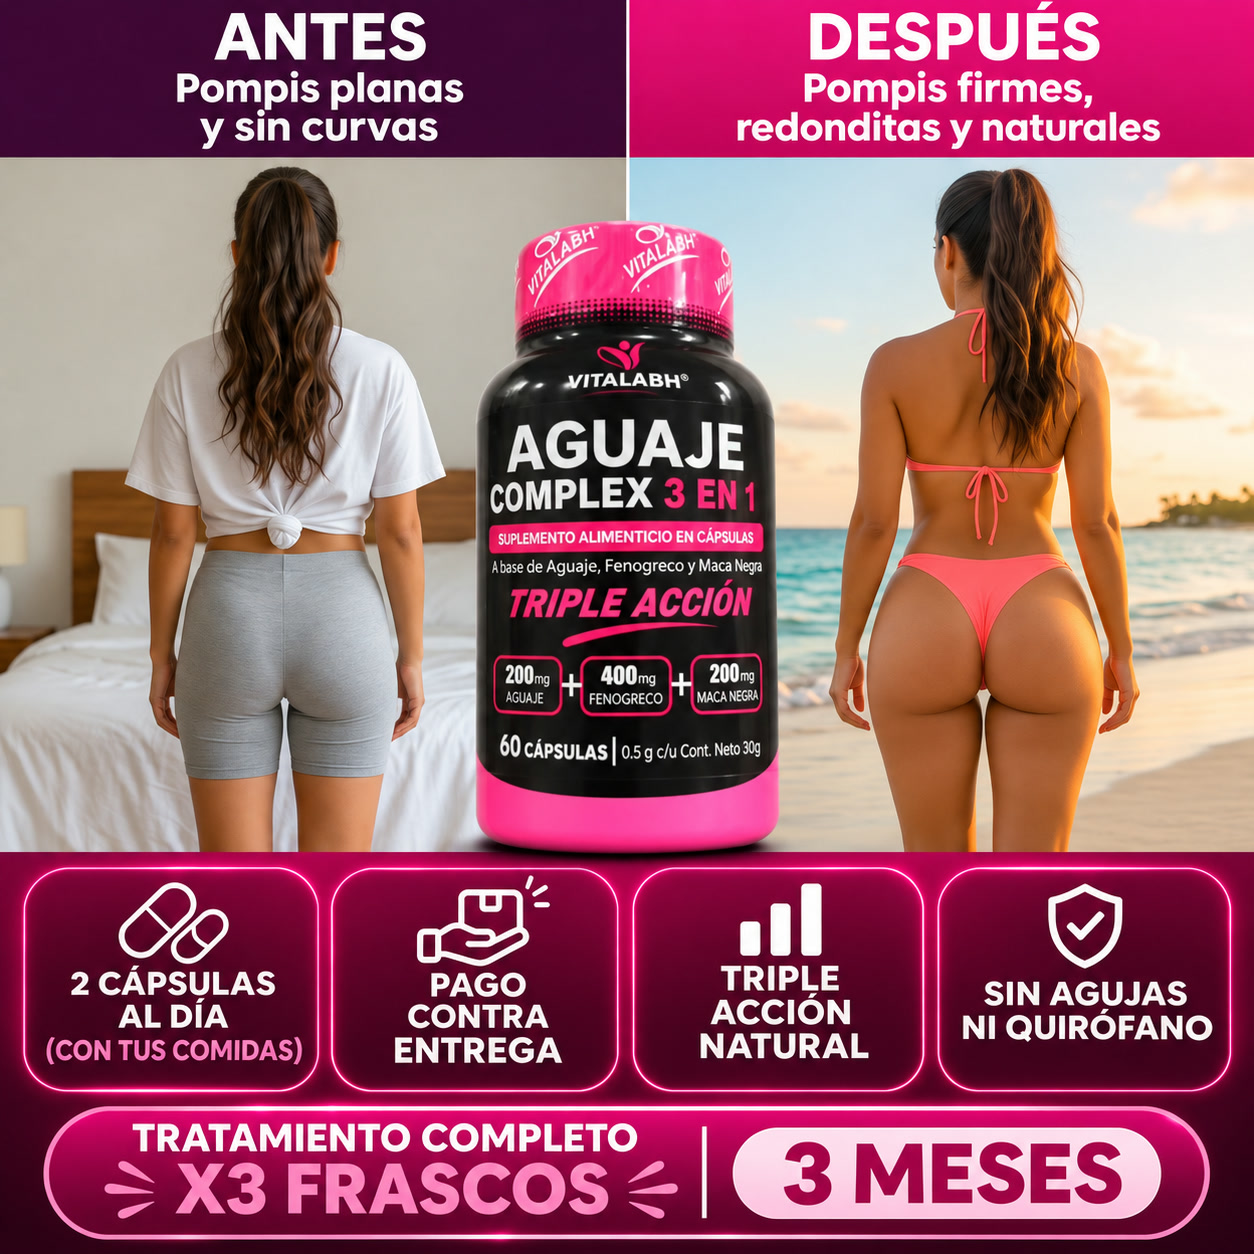 ANTES
Pompis planas
y sin curvas
DESPUÉS
Pompis firmes,
redonditas y naturales
VITALABH®
VITALABH®
VITALABH®
AGUAJE
COMPLEX 3 EN 1
SUPLEMENTO ALIMENTICIO EN CÁPSULAS
A base de Aguaje, Fenogreco y Maca Negra
TRIPLE ACCIÓN
200mg + 400mg + 200mg
AGUAJE FENOGRECO MACA NEGRA
60 CÁPSULAS | 0.5 g c/u Cont. Neto 30g
2 CÁPSULAS
AL DÍA
(CON TUS COMIDAS)
PAGO
CONTRA
ENTREGA
TRIPLE
ACCIÓN
NATURAL
SIN AGUJAS
NI QUIRÓFANO
TRATAMIENTO COMPLETO
X3 FRASCOS
3 MESES